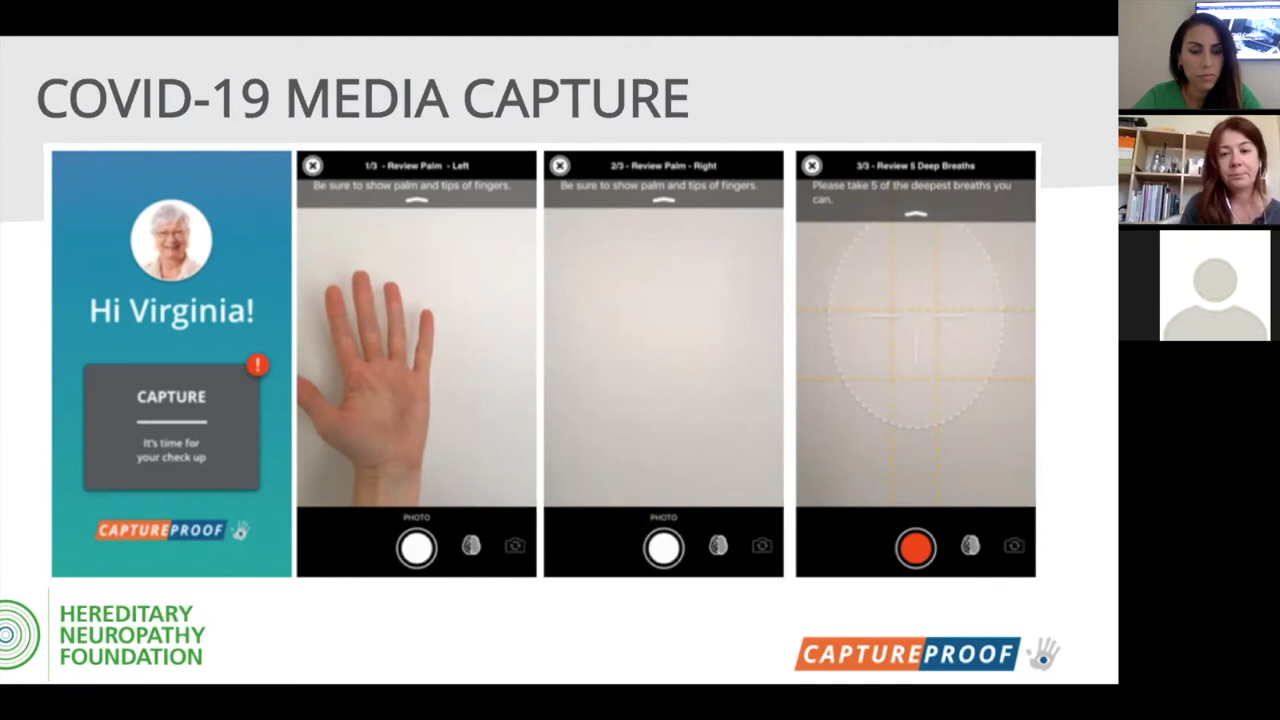 COVID-19 MEDIA CAPTURE
Hi Virginia!
!
CAPTURE
It's time for
your check up
CAPTUREPROOF
1/3 - Review Palm - Left
Be sure to show palm and tips of fingers.
PHOTO
2/3 - Review Palm - Right
Be sure to show palm and tips of fingers.
PHOTO
3/3 - Review 5 Deep Breaths
Please take 5 of the deepest breaths you
can.
HEREDITARY
NEUROPATHY
FOUNDATION
CAPTUREPROOF